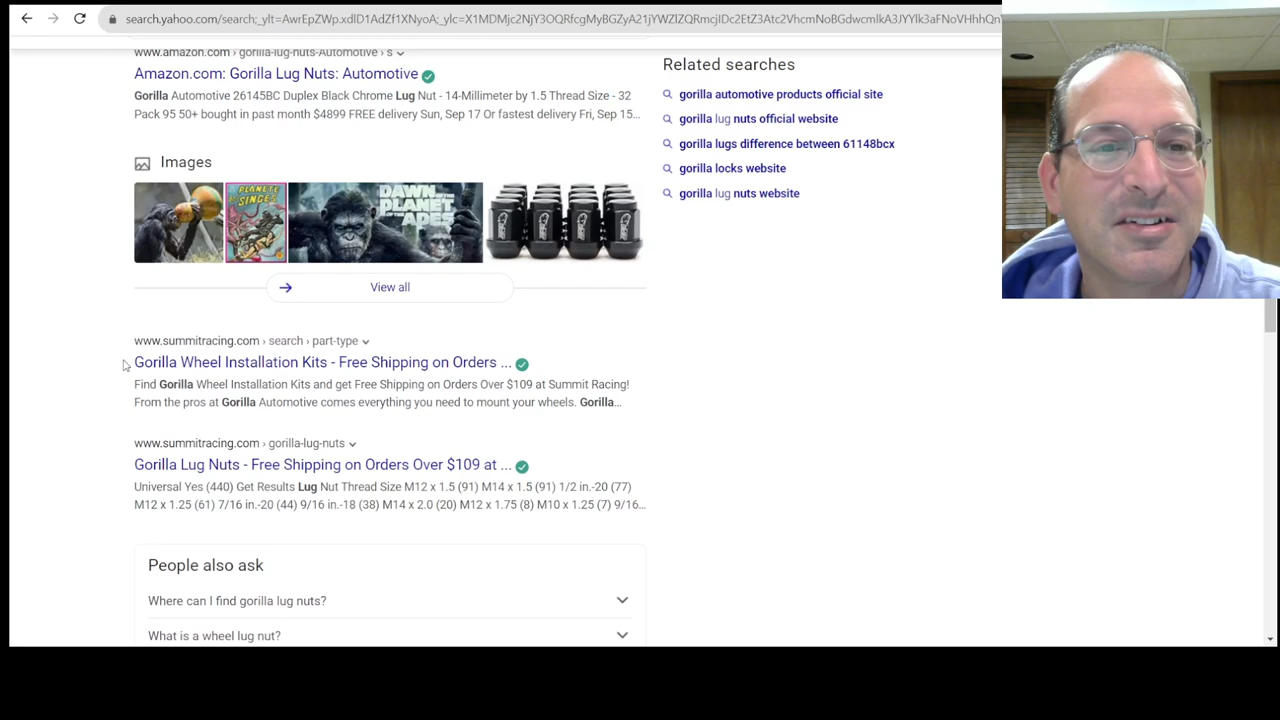 search.yahoo.com/search;_ylt=AwrEpZWp.xdlD1AdZf1XNyoA;_ylc=X1MDMjc2NjY3OQRfcgMyBGZyA21jYWZlZQRmcjIDc2EtZ3Atc2VhcmNoBGdwcmlkA3JYYlk3aFNoVHhhQn
www.amazon.com › gorilla-lug-nuts-Automotive › s
Amazon.com: Gorilla Lug Nuts: Automotive
Gorilla Automotive 26145BC Duplex Black Chrome Lug Nut - 14-Millimeter by 1.5 Thread Size - 32
Pack 95 50+ bought in past month $4899 FREE delivery Sun, Sep 17 Or fastest delivery Fri, Sep 15...
Images
PLANETE
SINGES
DAWN OF THE
PLANET
OF THE
APES
View all
www.summitracing.com › search › part-type
Gorilla Wheel Installation Kits - Free Shipping on Orders ...
Find Gorilla Wheel Installation Kits and get Free Shipping on Orders Over $109 at Summit Racing!
From the pros at Gorilla Automotive comes everything you need to mount your wheels. Gorilla...
www.summitracing.com › gorilla-lug-nuts
Gorilla Lug Nuts - Free Shipping on Orders Over $109 at ...
Universal Yes (440) Get Results Lug Nut Thread Size M12 x 1.5 (91) M14 x 1.5 (91) 1/2 in.-20 (77)
M12 x 1.25 (61) 7/16 in.-20 (44) 9/16 in.-18 (38) M14 x 2.0 (20) M12 x 1.75 (8) M10 x 1.25 (7) 9/16...
People also ask
Where can I find gorilla lug nuts?
What is a wheel lug nut?
Related searches
gorilla automotive products official site
gorilla lug nuts official website
gorilla lugs difference between 61148bcx
gorilla locks website
gorilla lug nuts website